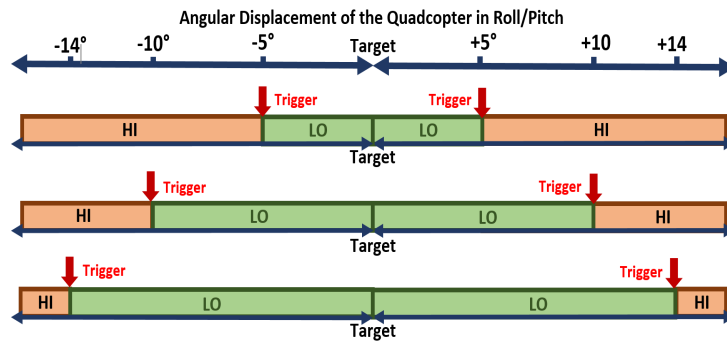 Angular Displacement of the Quadcopter in Roll/Pitch
-14° -10° -5° Target +5° +10 +14
Trigger Trigger
HI LO LO HI
Target
Trigger Trigger
HI LO LO HI
Target
Trigger Trigger
HI LO LO HI
Target